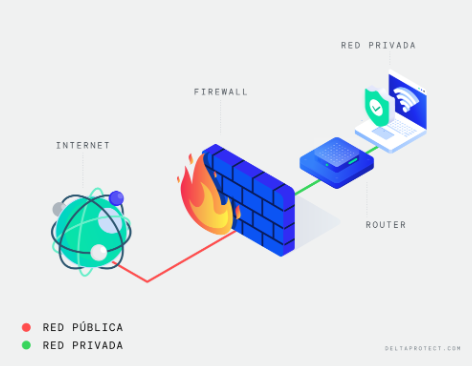 RED PRIVADA
FIREWALL
INTERNET
ROUTER
RED PÚBLICA
RED PRIVADA
DELTAPROTECT.COM